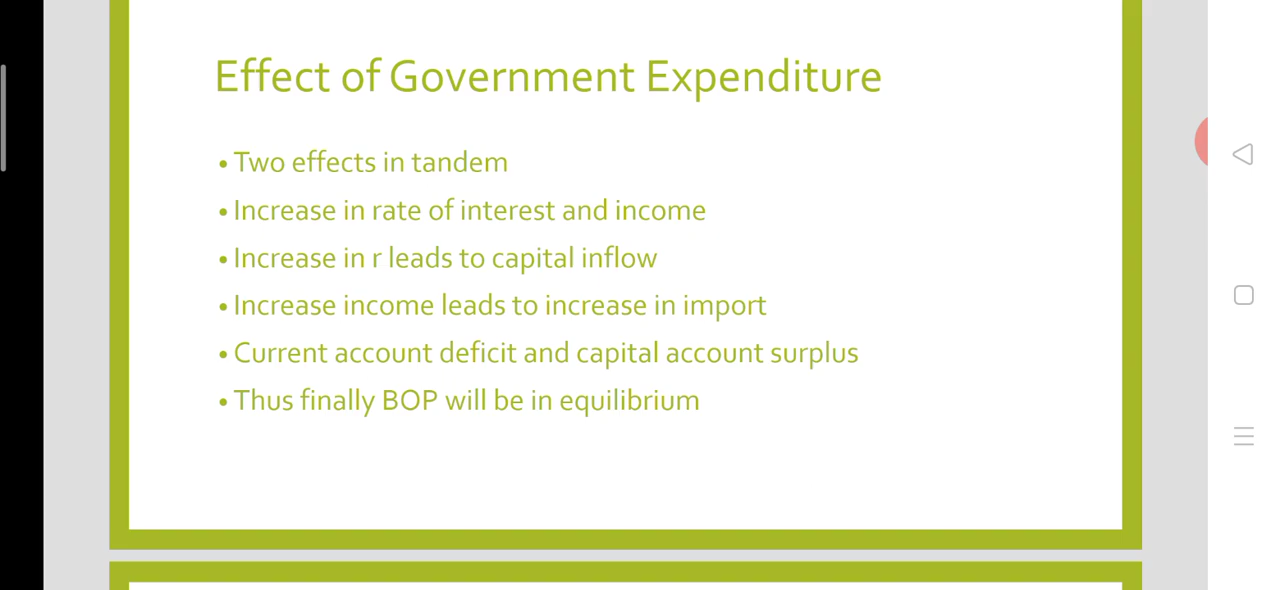 Effect of Government Expenditure
• Two effects in tandem
• Increase in rate of interest and income
• Increase in r leads to capital inflow
• Increase income leads to increase in import
• Current account deficit and capital account surplus
• Thus finally BOP will be in equilibrium